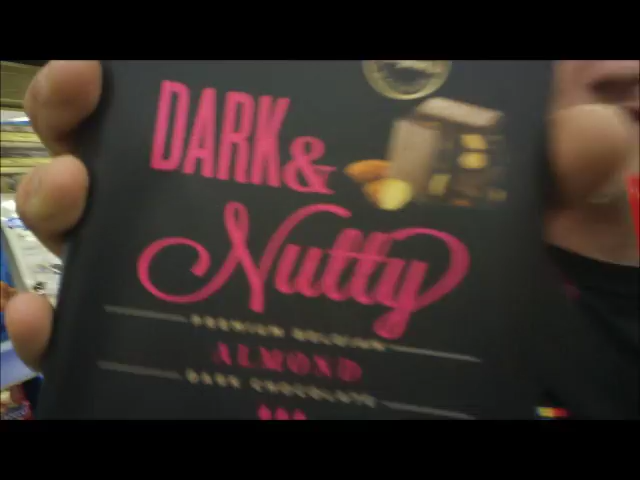 DARK&
Nutty
PREMIUM BELGIAN
ALMOND
DARK CHOCOLATE